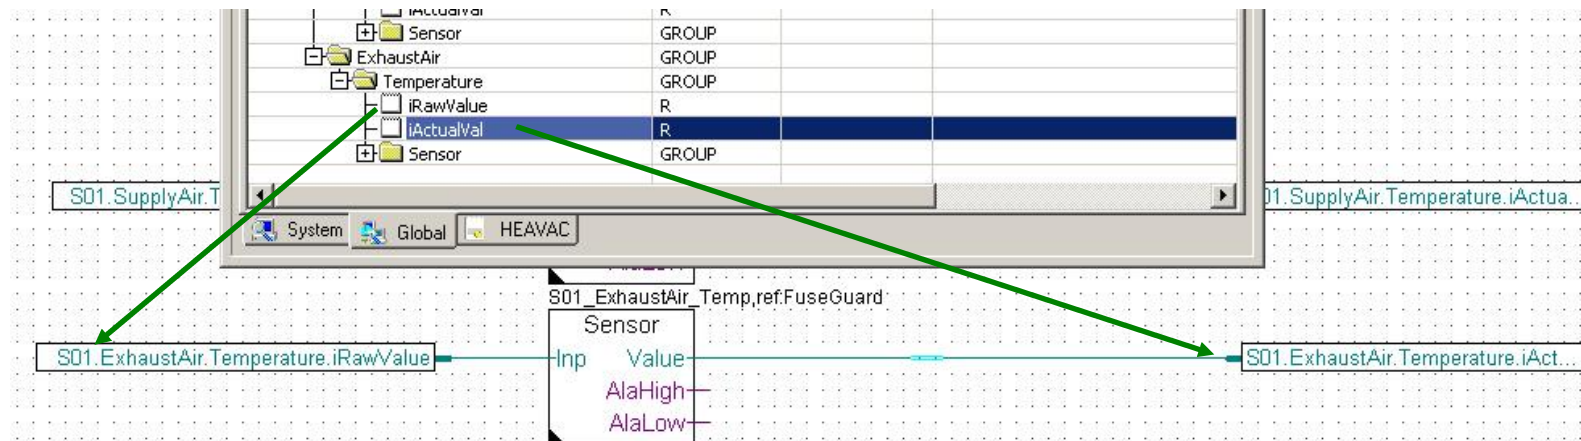 iActualVal R
Sensor GROUP
ExhaustAir GROUP
Temperature GROUP
iRawValue R
iActualVal R
Sensor GROUP
S01.SupplyAir.T
01.SupplyAir.Temperature.iActua...
System Global HEAVAC
S01_ExhaustAir_Temp,ref:FuseGuard
Sensor
S01.ExhaustAir.Temperature.iRawValue
Inp Value
S01.ExhaustAir.Temperature.iAct...
AlaHigh
AlaLow